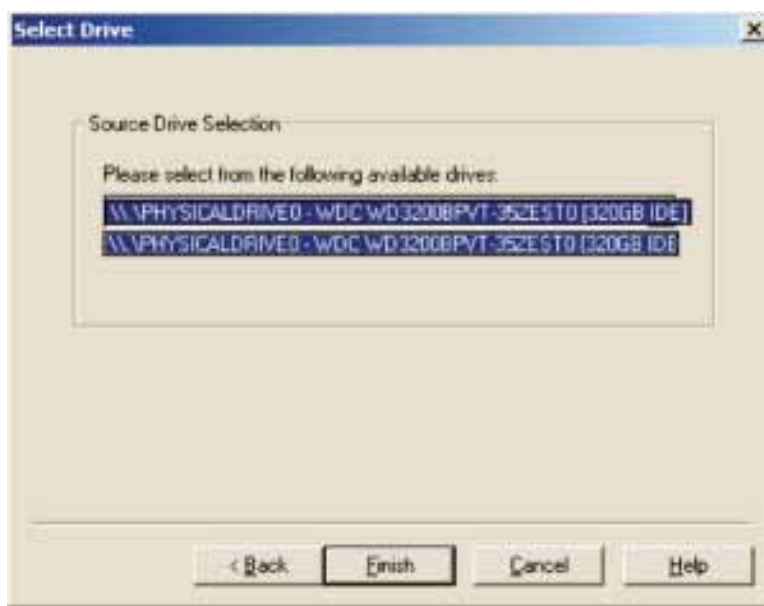 Select Drive
Source Drive Selection
Please select from the following available drives:
\\.\PHYSICALDRIVE0 - WDC WD3200BPVT-35ZEST0 [320GB IDE]
\\.\PHYSICALDRIVE0 - WDC WD3200BPVT-35ZEST0 [320GB IDE
< Back
Finish
Cancel
Help